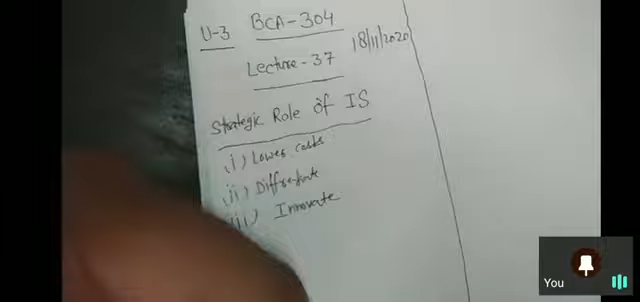 U-3 BCA-304
18/11/2020
Lecture-37
Strategic Role of IS
(i) Lower costs
(ii) Differentiate
(iii) Innovate
You